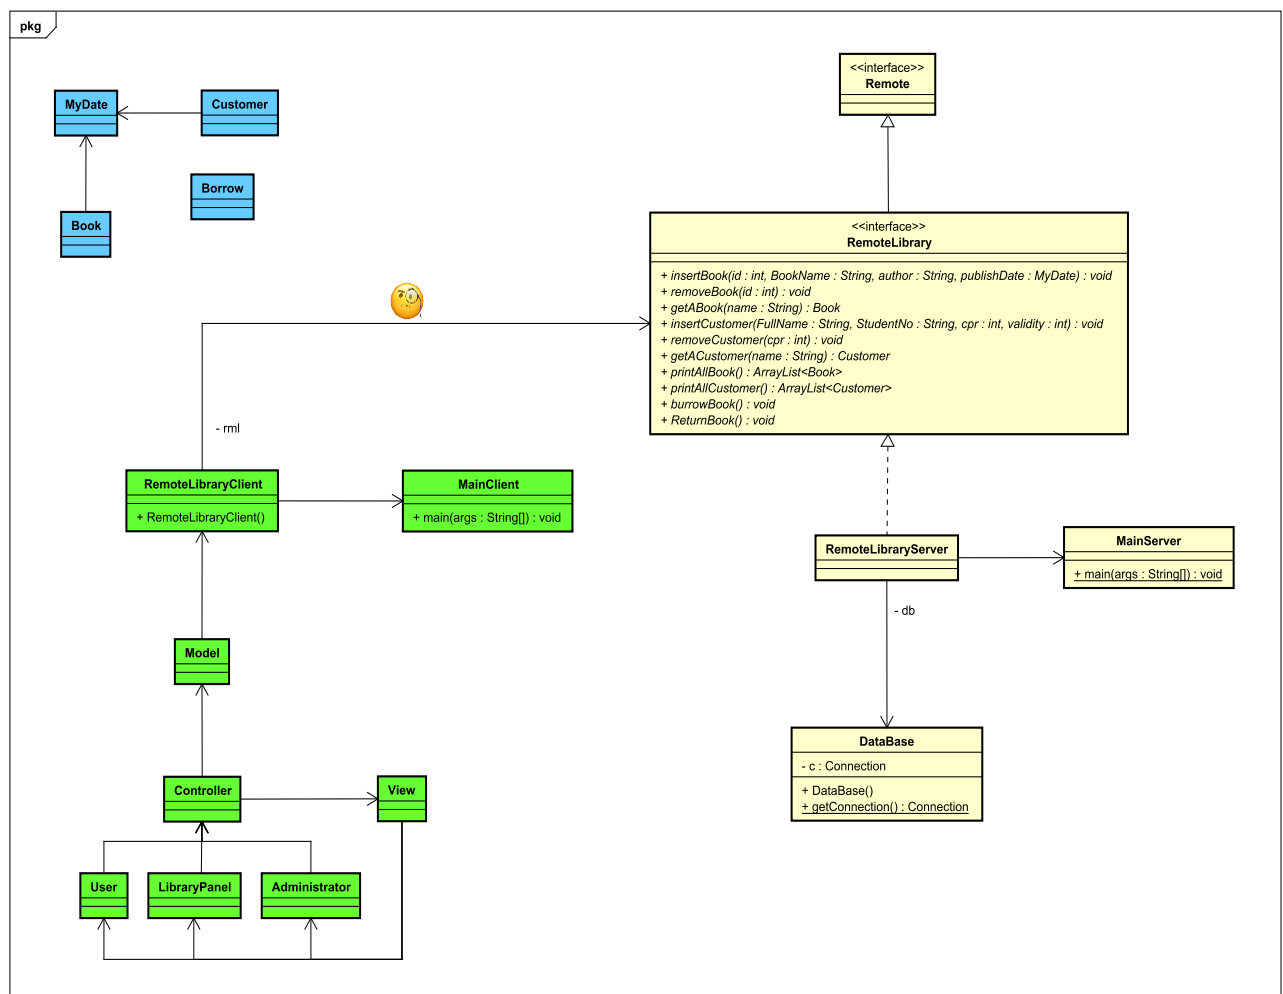 pkg
<<interface>>
Remote
MyDate
Customer
Borrow
Book
<<interface>>
RemoteLibrary
+ insertBook(id : int, BookName : String, author : String, publishDate : MyDate) : void
+ removeBook(id : int) : void
+ getABook(name : String) : Book
+ insertCustomer(FullName : String, StudentNo : String, cpr : int, validity : int) : void
+ removeCustomer(cpr : int) : void
+ getACustomer(name : String) : Customer
+ printAllBook() : ArrayList<Book>
+ printAllCustomer() : ArrayList<Customer>
+ burrowBook() : void
+ ReturnBook() : void
- rml
RemoteLibraryClient
+ RemoteLibraryClient()
MainClient
+ main(args : String[]) : void
RemoteLibraryServer
MainServer
+ main(args : String[]) : void
- db
Model
DataBase
- c : Connection
+ DataBase()
+ getConnection() : Connection
Controller
View
User
LibraryPanel
Administrator